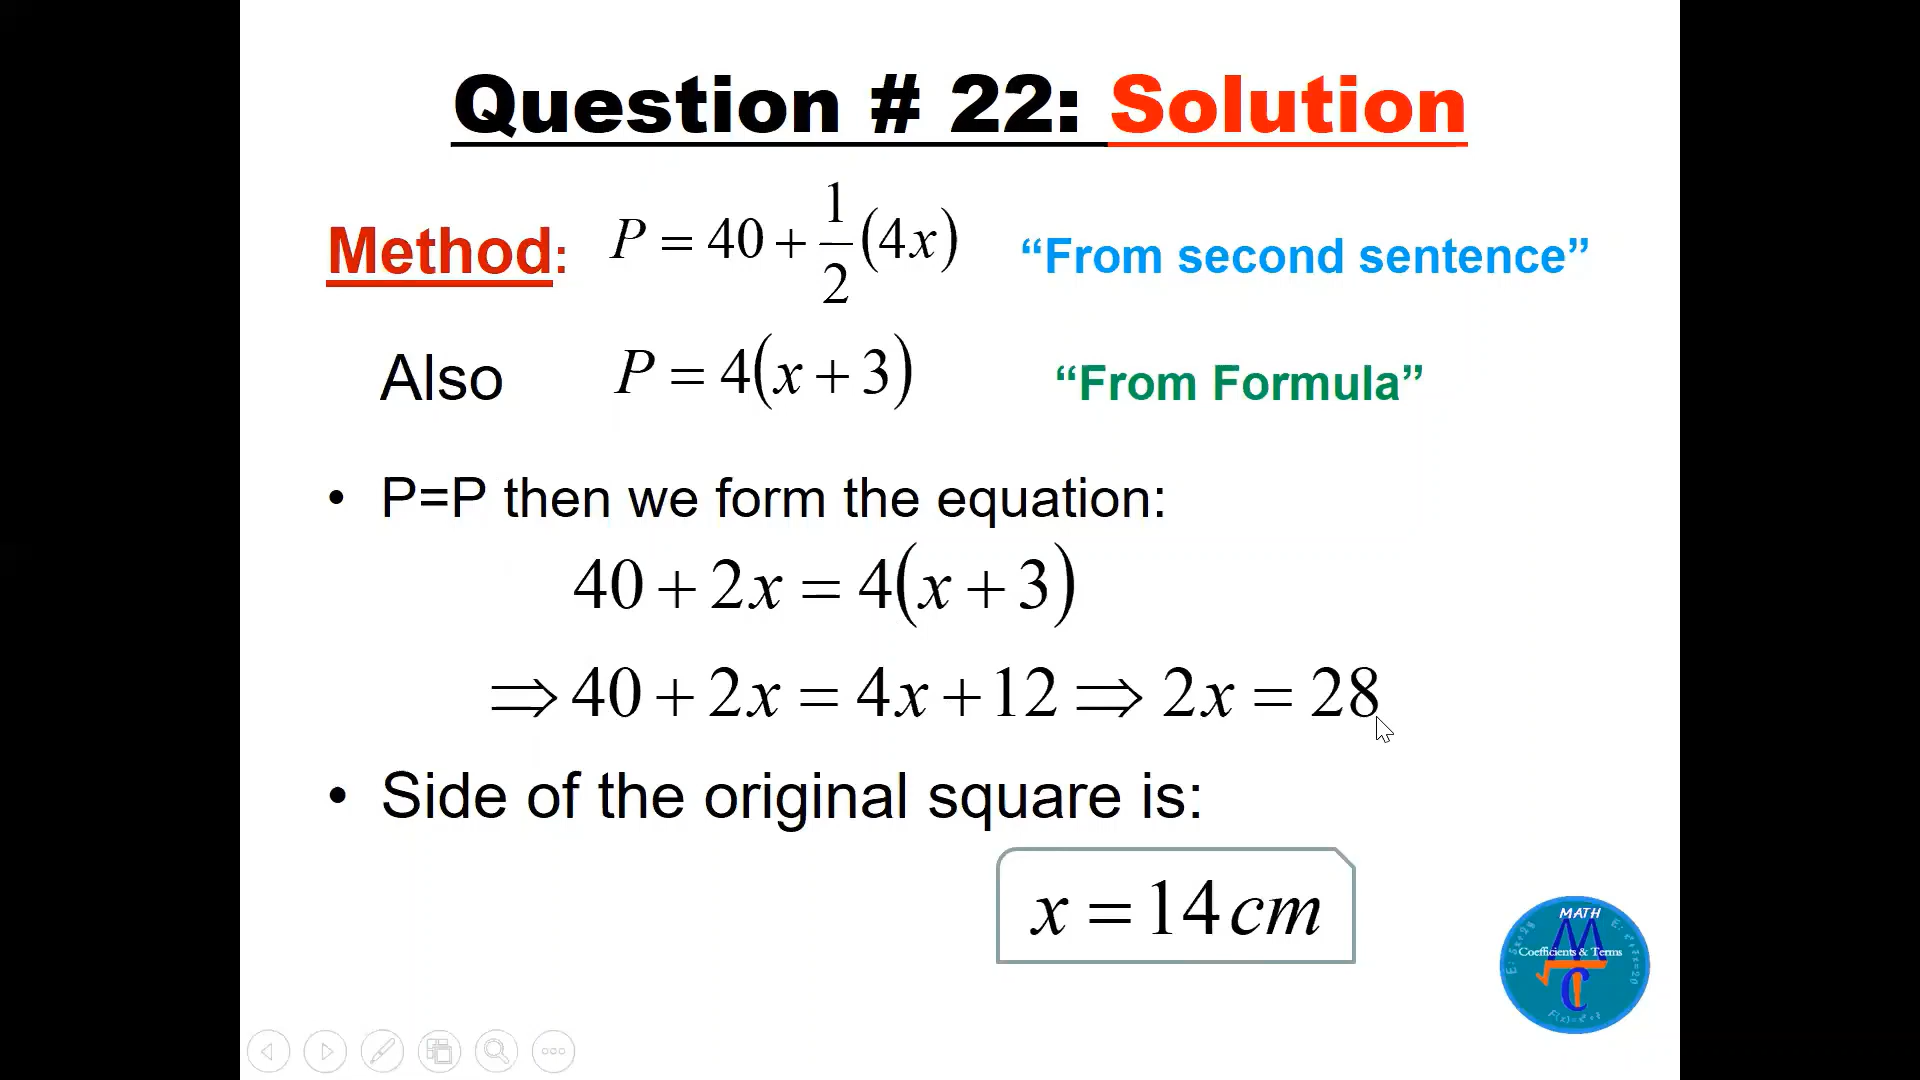 Question # 22: Solution
Method: P = 40 + 1/2 (4x) “From second sentence”
Also P = 4(x + 3) “From Formula”
• P=P then we form the equation:
40 + 2x = 4(x + 3)
⇒ 40 + 2x = 4x + 12 ⇒ 2x = 28
• Side of the original square is:
x = 14 cm
MATH
Coefficients & Terms